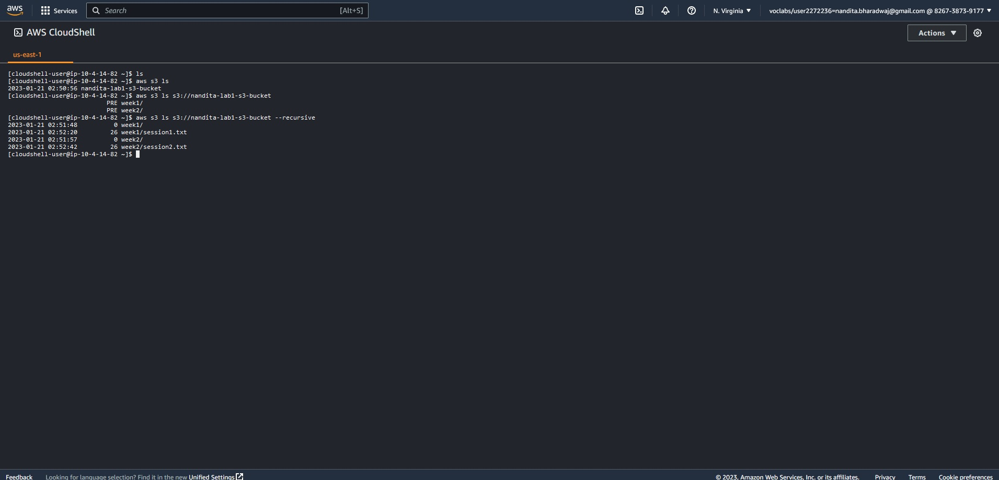 aws Services Search [Alt+S] N. Virginia ▼ voclabs/user2272236=nandita.bharadwaj@gmail.com @ 8267-3873-9177 ▼
AWS CloudShell Actions ▼
us-east-1
[cloudshell-user@ip-10-4-14-82 ~]$ ls
[cloudshell-user@ip-10-4-14-82 ~]$ aws s3 ls
2023-01-21 02:50:56 nandita-lab1-s3-bucket
[cloudshell-user@ip-10-4-14-82 ~]$ aws s3 ls s3://nandita-lab1-s3-bucket
                           PRE week1/
                           PRE week2/
[cloudshell-user@ip-10-4-14-82 ~]$ aws s3 ls s3://nandita-lab1-s3-bucket --recursive
2023-01-21 02:51:48          0 week1/
2023-01-21 02:52:20         26 week1/session1.txt
2023-01-21 02:51:57          0 week2/
2023-01-21 02:52:42         26 week2/session2.txt
[cloudshell-user@ip-10-4-14-82 ~]$
Feedback Looking for language selection? Find it in the new Unified Settings © 2023, Amazon Web Services, Inc. or its affiliates. Privacy Terms Cookie preferences